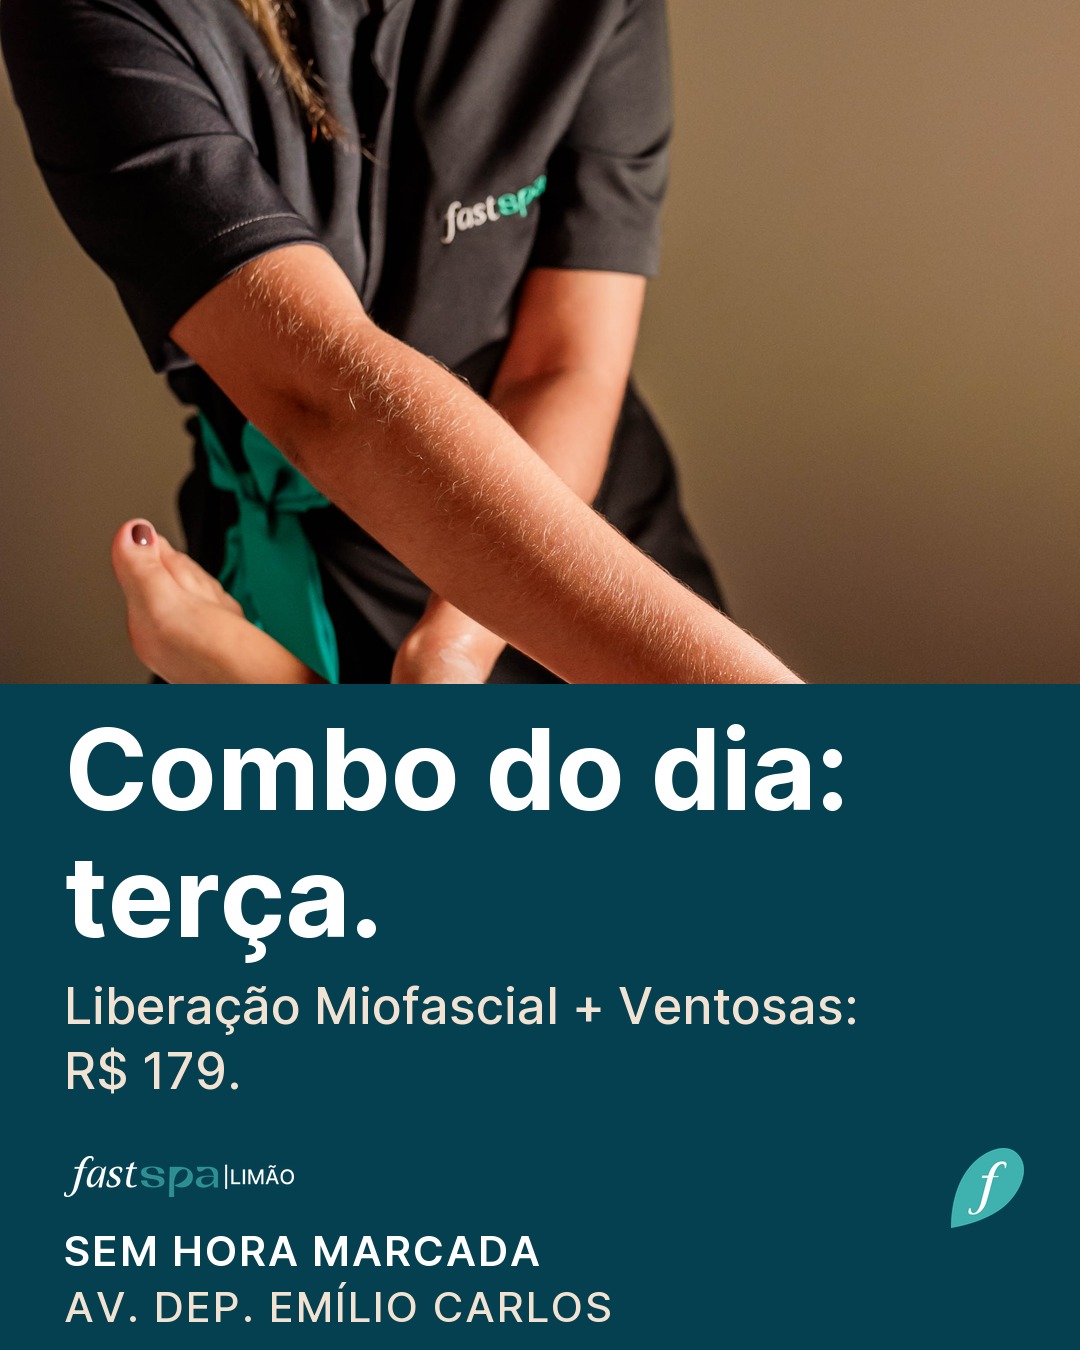 fastspa
Combo do dia:
terça.
Liberação Miofascial + Ventosas:
R$ 179.
fastspa|LIMÃO
f
SEM HORA MARCADA
AV. DEP. EMÍLIO CARLOS